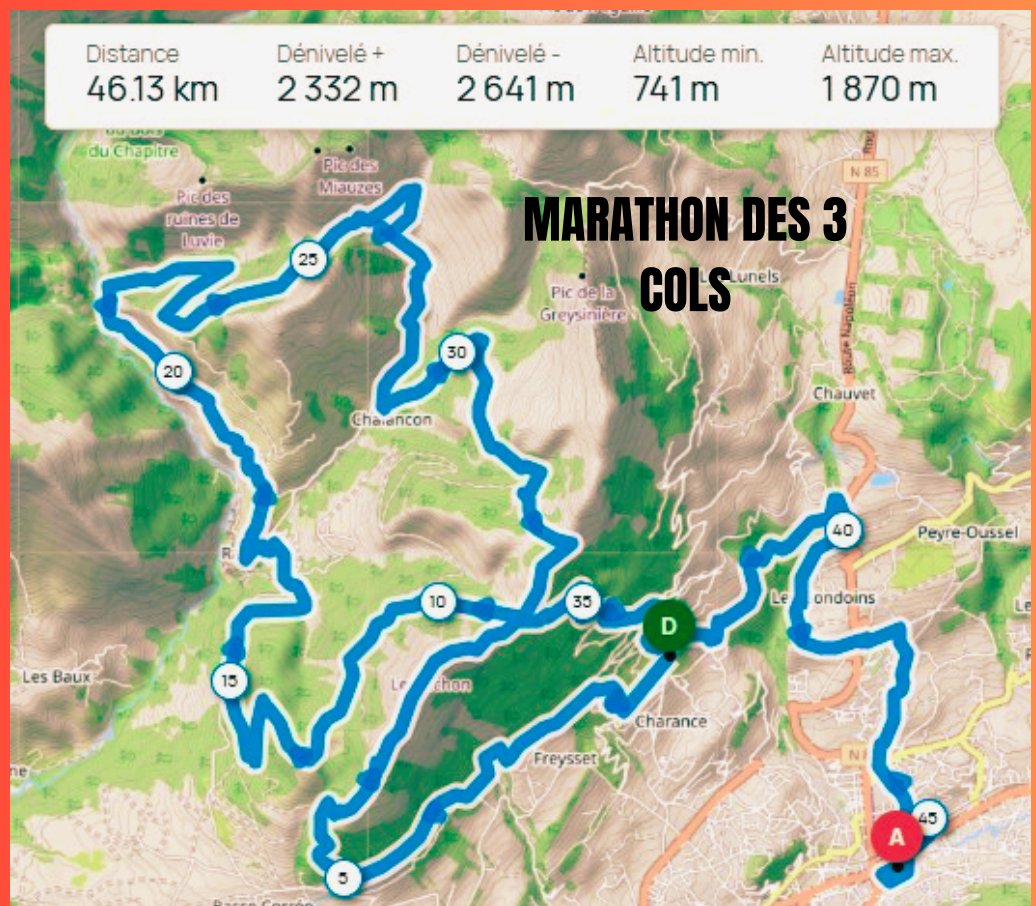 Distance
46.13 km
Dénivelé +
2 332 m
Dénivelé -
2 641 m
Altitude min.
741 m
Altitude max.
1 870 m
du Chapitre
Pic des
Miauzes
N 85
Pic des
ruines de
Luvie
MARATHON DES 3
COLS
25
Lunels
Pic de la
Greysinière
Route Napoléon
30
20
Chauvet
Chalancon
40
Peyre-Oussel
R
10
35
Le
D
15
Les Baux
Charance
Freysset
N
ne
45
A
5